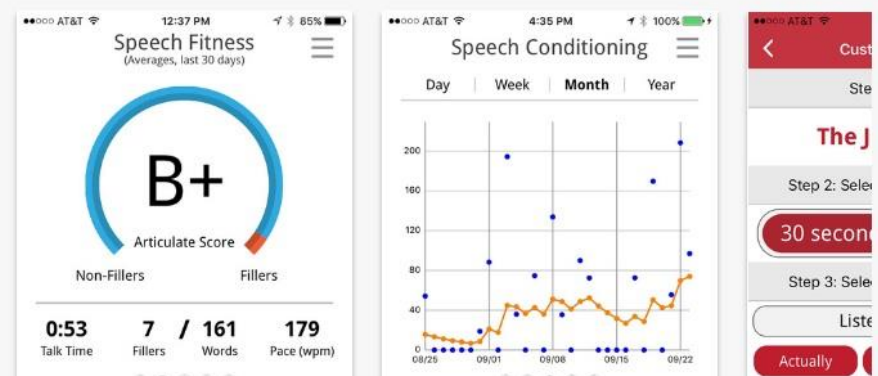 AT&T 12:37 PM 85%
Speech Fitness
(Averages, last 30 days)
B+
Articulate Score
Non-Fillers Fillers
0:53 7 / 161 179
Talk Time Fillers Words Pace (wpm)
AT&T 4:35 PM 100%
Speech Conditioning
Day Week Month Year
200
160
120
80
40
0
08/25 09/01 09/08 09/15 09/22
AT&T
Cust
Ste
The J
Step 2: Sele
30 secon
Step 3: Sele
Liste
Actually